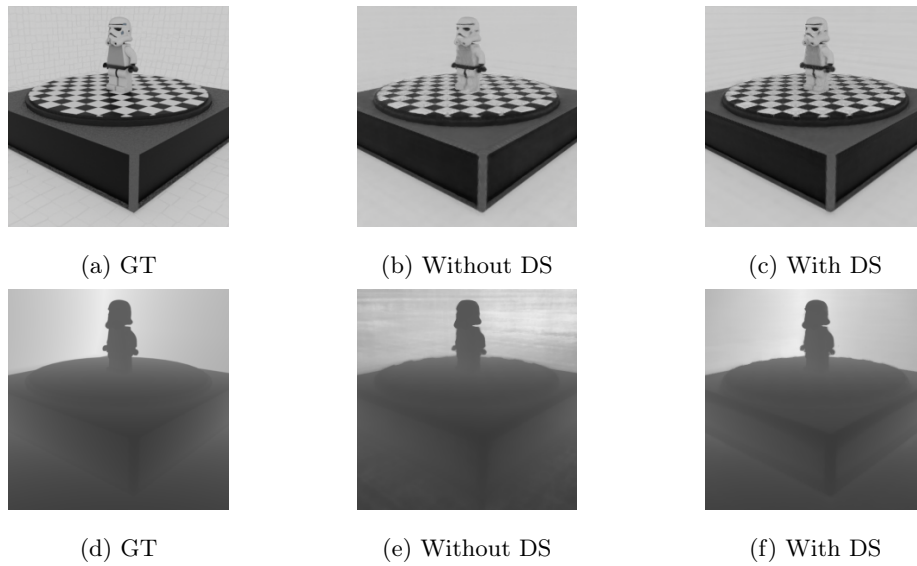 (a) GT
(b) Without DS
(c) With DS
(d) GT
(e) Without DS
(f) With DS